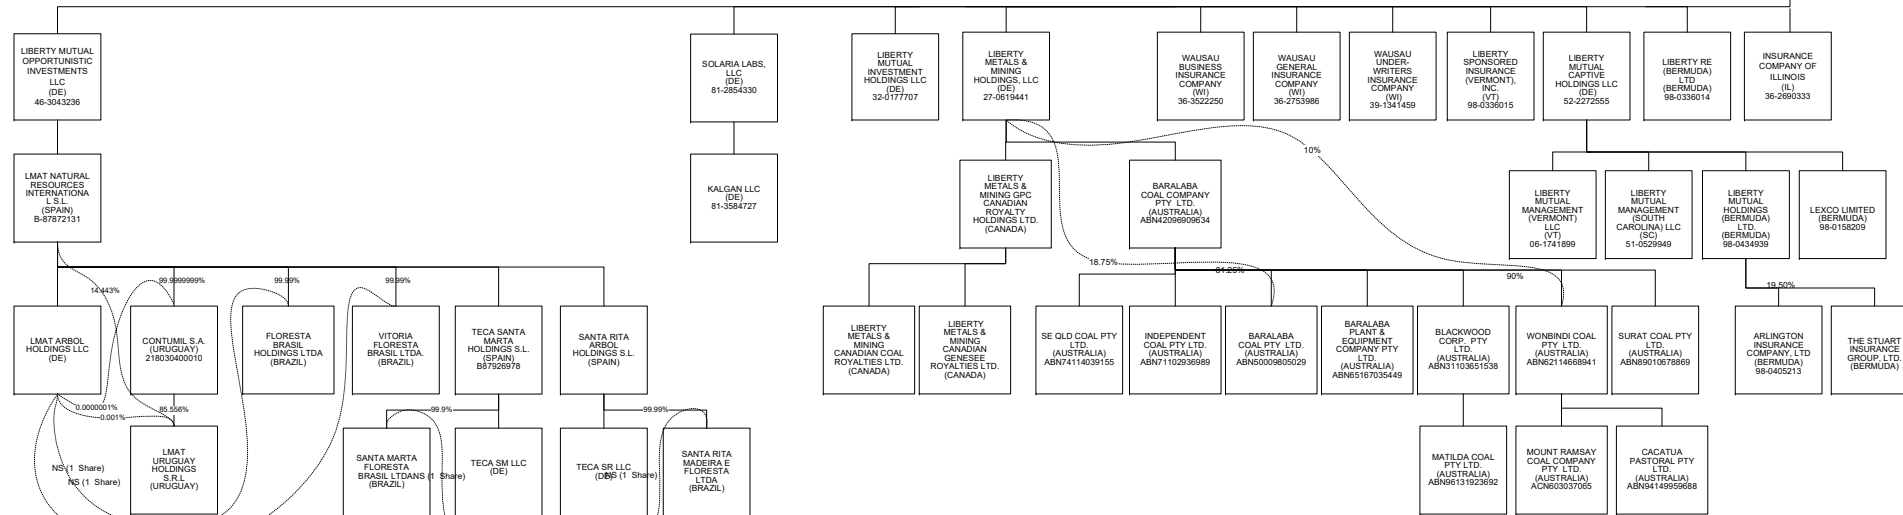 LIBERTY MUTUAL
OPPORTUNISTIC
INVESTMENTS
LLC
(DE)
46-3043236
SOLARIA LABS,
LLC
(DE)
81-2854330
LIBERTY
MUTUAL
INVESTMENT
HOLDINGS LLC
(DE)
32-0177707
LIBERTY
METALS &
MINING
HOLDINGS, LLC
(DE)
27-0619441
WAUSAU
BUSINESS
INSURANCE
COMPANY
(WI)
36-3522250
WAUSAU
GENERAL
INSURANCE
COMPANY
(WI)
36-2753986
WAUSAU
UNDER-
WRITERS
INSURANCE
COMPANY
(WI)
39-1341459
LIBERTY
SPONSORED
INSURANCE
(VERMONT),
INC.
(VT)
98-0336015
LIBERTY
MUTUAL
CAPTIVE
HOLDINGS LLC
(DE)
52-2272555
LIBERTY RE
(BERMUDA)
LTD
(BERMUDA)
98-0336014
INSURANCE
COMPANY OF
ILLINOIS
(IL)
36-2690333
10%
LMAT NATURAL
RESOURCES
INTERNATIONA
L S.L.
(SPAIN)
B-87872131
KALGAN LLC
(DE)
81-3584727
LIBERTY
METALS &
MINING GPC
CANADIAN
ROYALTY
HOLDINGS LTD.
(CANADA)
BARALABA
COAL COMPANY
PTY LTD.
(AUSTRALIA)
ABN42096909634
LIBERTY
MUTUAL
MANAGEMENT
(VERMONT)
LLC
(VT)
06-1741899
LIBERTY
MUTUAL
MANAGEMENT
(SOUTH
CAROLINA) LLC
(SC)
51-0529949
LIBERTY
MUTUAL
HOLDINGS
(BERMUDA)
LTD.
(BERMUDA)
98-0434939
LEXCO LIMITED
(BERMUDA)
98-0158209
18.75%
81.25%
90%
19.50%
14.443%
99.9999999%
99.99%
99.99%
LMAT ARBOL
HOLDINGS LLC
(DE)
CONTUMIL S.A.
(URUGUAY)
218030400010
FLORESTA
BRASIL
HOLDINGS LTDA
(BRAZIL)
VITORIA
FLORESTA
BRASIL LTDA.
(BRAZIL)
TECA SANTA
MARTA
HOLDINGS S.L.
(SPAIN)
B87926978
SANTA RITA
ARBOL
HOLDINGS S.L.
(SPAIN)
LIBERTY
METALS &
MINING
CANADIAN COAL
ROYALTIES LTD.
(CANADA)
LIBERTY
METALS &
MINING
CANADIAN
GENESEE
ROYALTIES LTD.
(CANADA)
SE QLD COAL PTY
LTD.
(AUSTRALIA)
ABN74114039155
INDEPENDENT
COAL PTY LTD.
(AUSTRALIA)
ABN71102936989
BARALABA
COAL PTY LTD.
(AUSTRALIA)
ABN50009805029
BARALABA
PLANT &
EQUIPMENT
COMPANY PTY
LTD.
(AUSTRALIA)
ABN65167035449
BLACKWOOD
CORP. PTY
LTD.
(AUSTRALIA)
ABN31103651538
WONBINDI COAL
PTY LTD.
(AUSTRALIA)
ABN62114668941
SURAT COAL PTY
LTD.
(AUSTRALIA)
ABN89010678869
ARLINGTON
INSURANCE
COMPANY, LTD
(BERMUDA)
98-0405213
THE STUART
INSURANCE
GROUP, LTD.
(BERMUDA)
0.0000001%
0.001%
85.556%
99.9%
99.99%
LMAT
URUGUAY
HOLDINGS
S.R.L
(URUGUAY)
SANTA MARTA
FLORESTA
BRASIL LTDA
(BRAZIL)
NS (1 Share)
TECA SM LLC
(DE)
TECA SR LLC
(DE)
NS (1 Share)
SANTA RITA
MADEIRA E
FLORESTA
LTDA
(BRAZIL)
MATILDA COAL
PTY LTD.
(AUSTRALIA)
ABN96131923692
MOUNT RAMSAY
COAL COMPANY
PTY LTD.
(AUSTRALIA)
ACN603037065
CACATUA
PASTORAL PTY
LTD.
(AUSTRALIA)
ABN94149959688
NS (1 Share)
NS (1 Share)